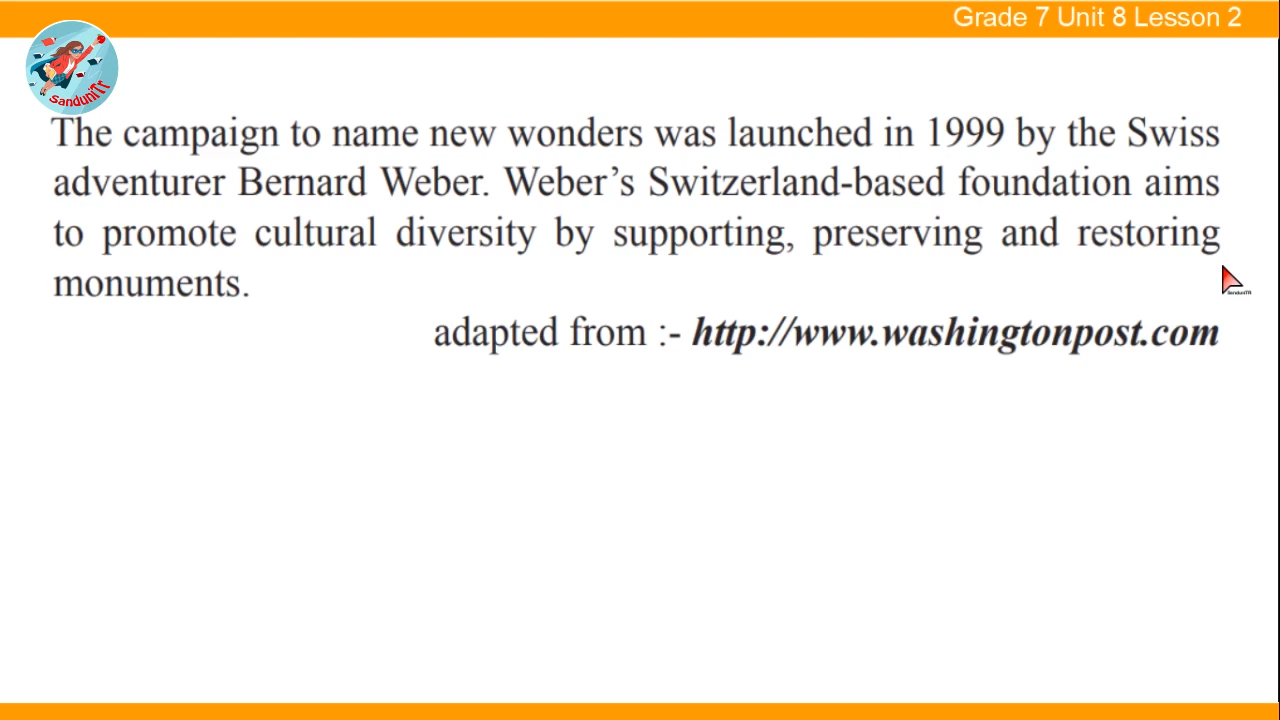 Grade 7 Unit 8 Lesson 2
SanduniTr
The campaign to name new wonders was launched in 1999 by the Swiss
adventurer Bernard Weber. Weber’s Switzerland-based foundation aims
to promote cultural diversity by supporting, preserving and restoring
monuments.
SanduniTR
adapted from :- http://www.washingtonpost.com